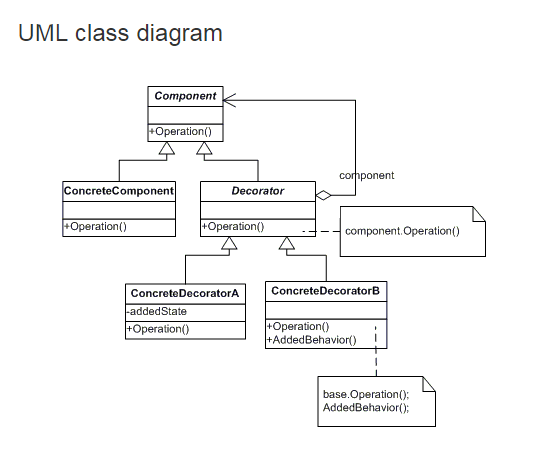 UML class diagram
Component
+Operation()
component
ConcreteComponent
+Operation()
Decorator
+Operation()
component.Operation()
ConcreteDecoratorA
-addedState
+Operation()
ConcreteDecoratorB
+Operation()
+AddedBehavior()
base.Operation();
AddedBehavior();